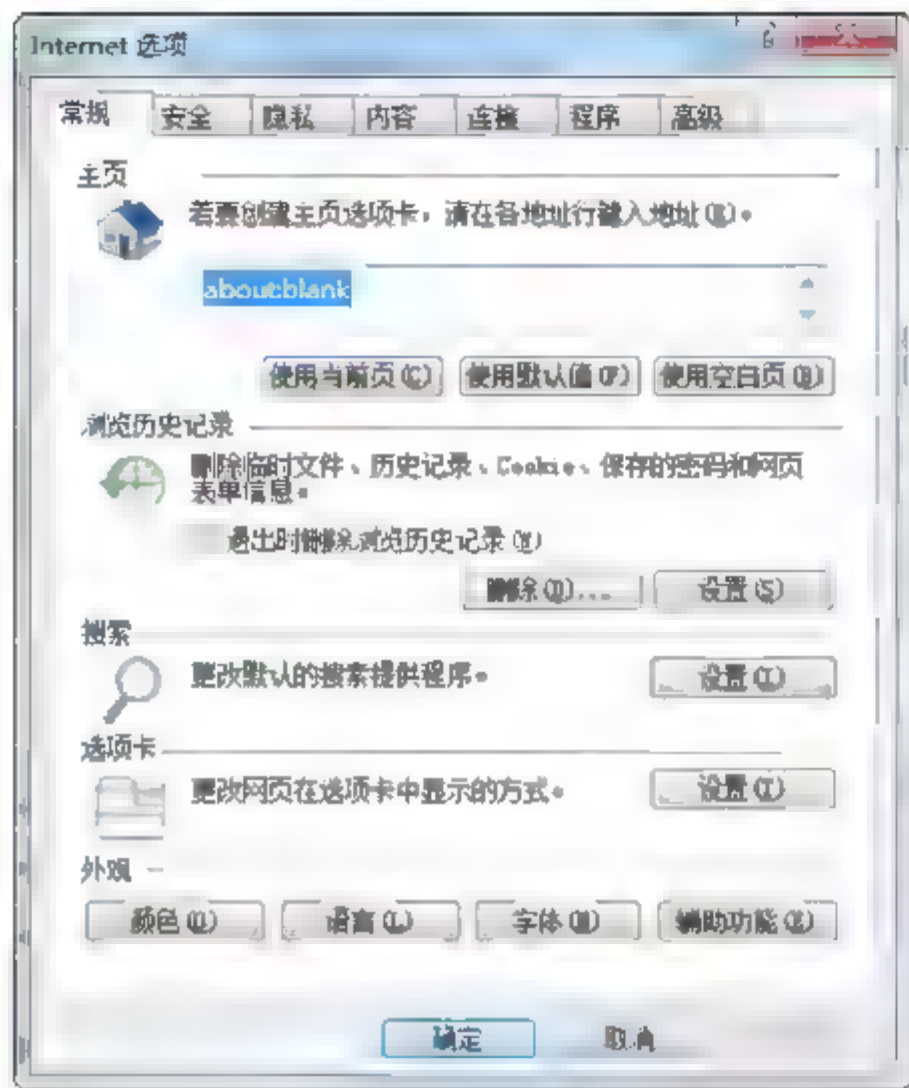 Internet 选项
常规 安全 隐私 内容 连接 程序 高级
主页
若要创建主页选项卡，请在各地址行键入地址(R)。
about:blank
使用当前页(C) 使用默认值(F) 使用空白页(B)
浏览历史记录
删除临时文件、历史记录、Cookie、保存的密码和网页
表单信息。
退出时删除浏览历史记录(W)
删除(D)... 设置(S)
搜索
更改默认的搜索提供程序。
设置(I)
选项卡
更改网页在选项卡中显示的方式。
设置(T)
外观
颜色(O) 语言(L) 字体(N) 辅助功能(E)
确定 取消